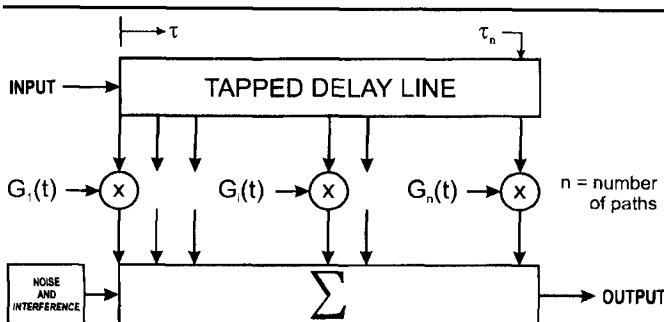 τ
τn
INPUT
TAPPED DELAY LINE
G1(t) x
Gi(t) x
Gn(t) x
n = number
of paths
NOISE
AND
INTERFERENCE
Σ
OUTPUT